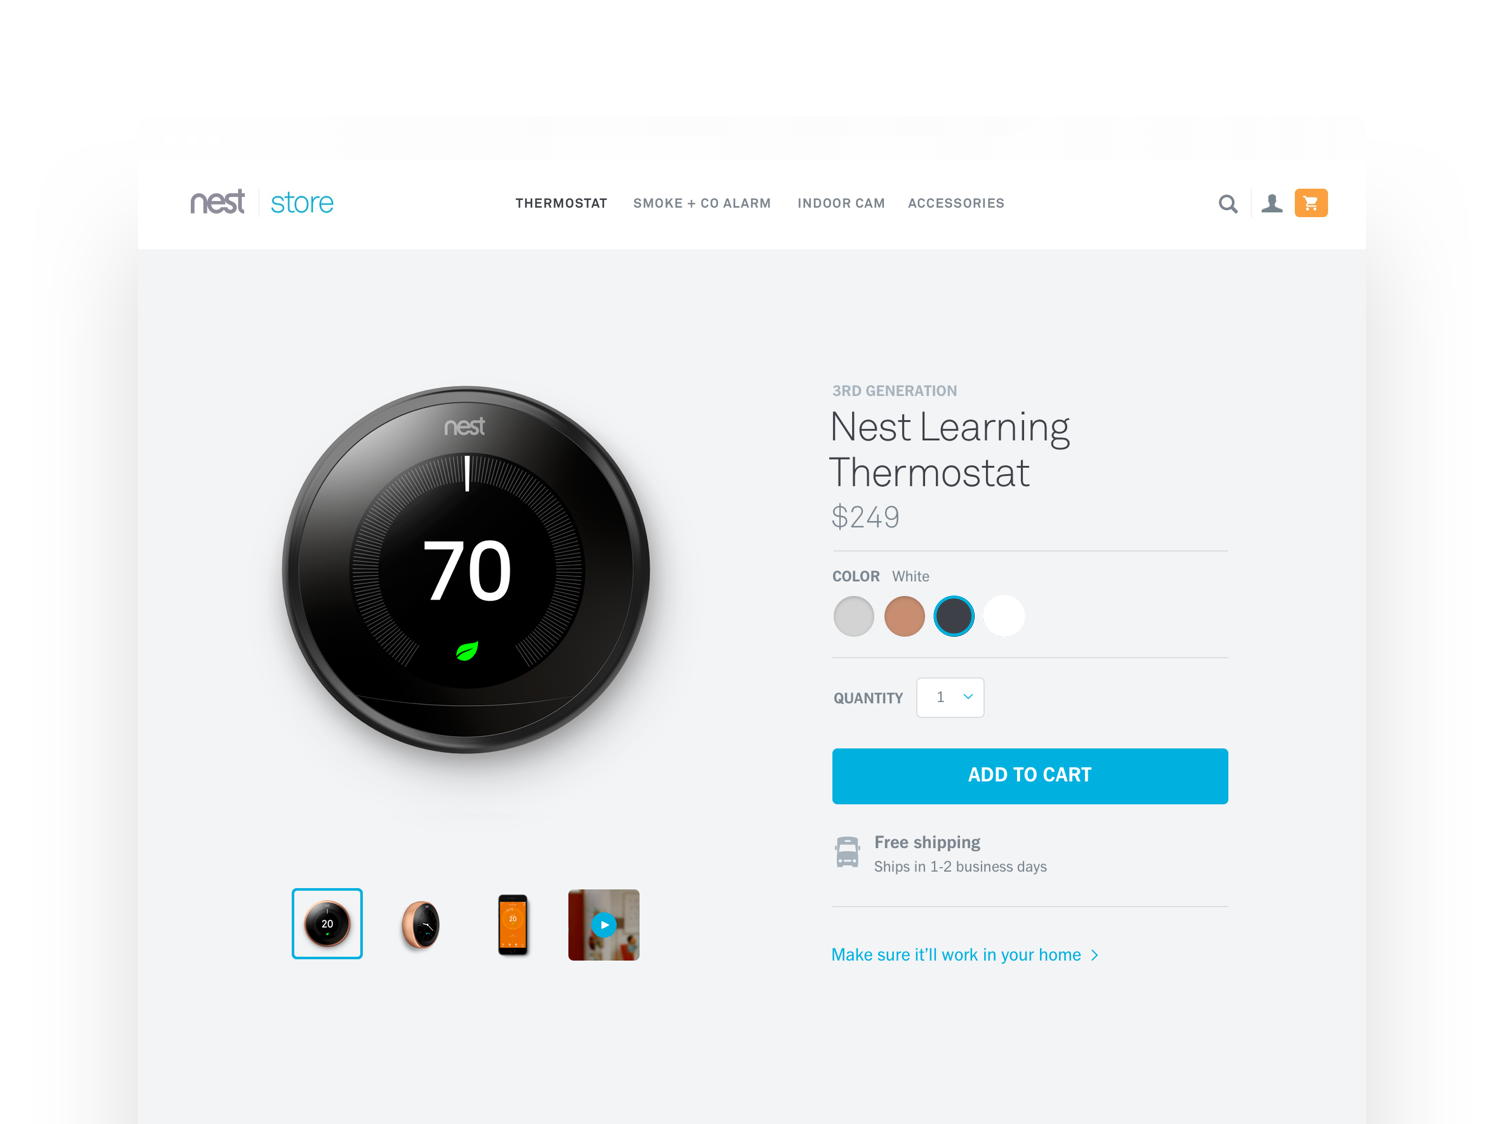 nest store
THERMOSTAT SMOKE + CO ALARM INDOOR CAM ACCESSORIES
nest
70
3RD GENERATION
Nest Learning
Thermostat
$249
COLOR White
QUANTITY 1
ADD TO CART
Free shipping
Ships in 1-2 business days
20
20
Make sure it'll work in your home